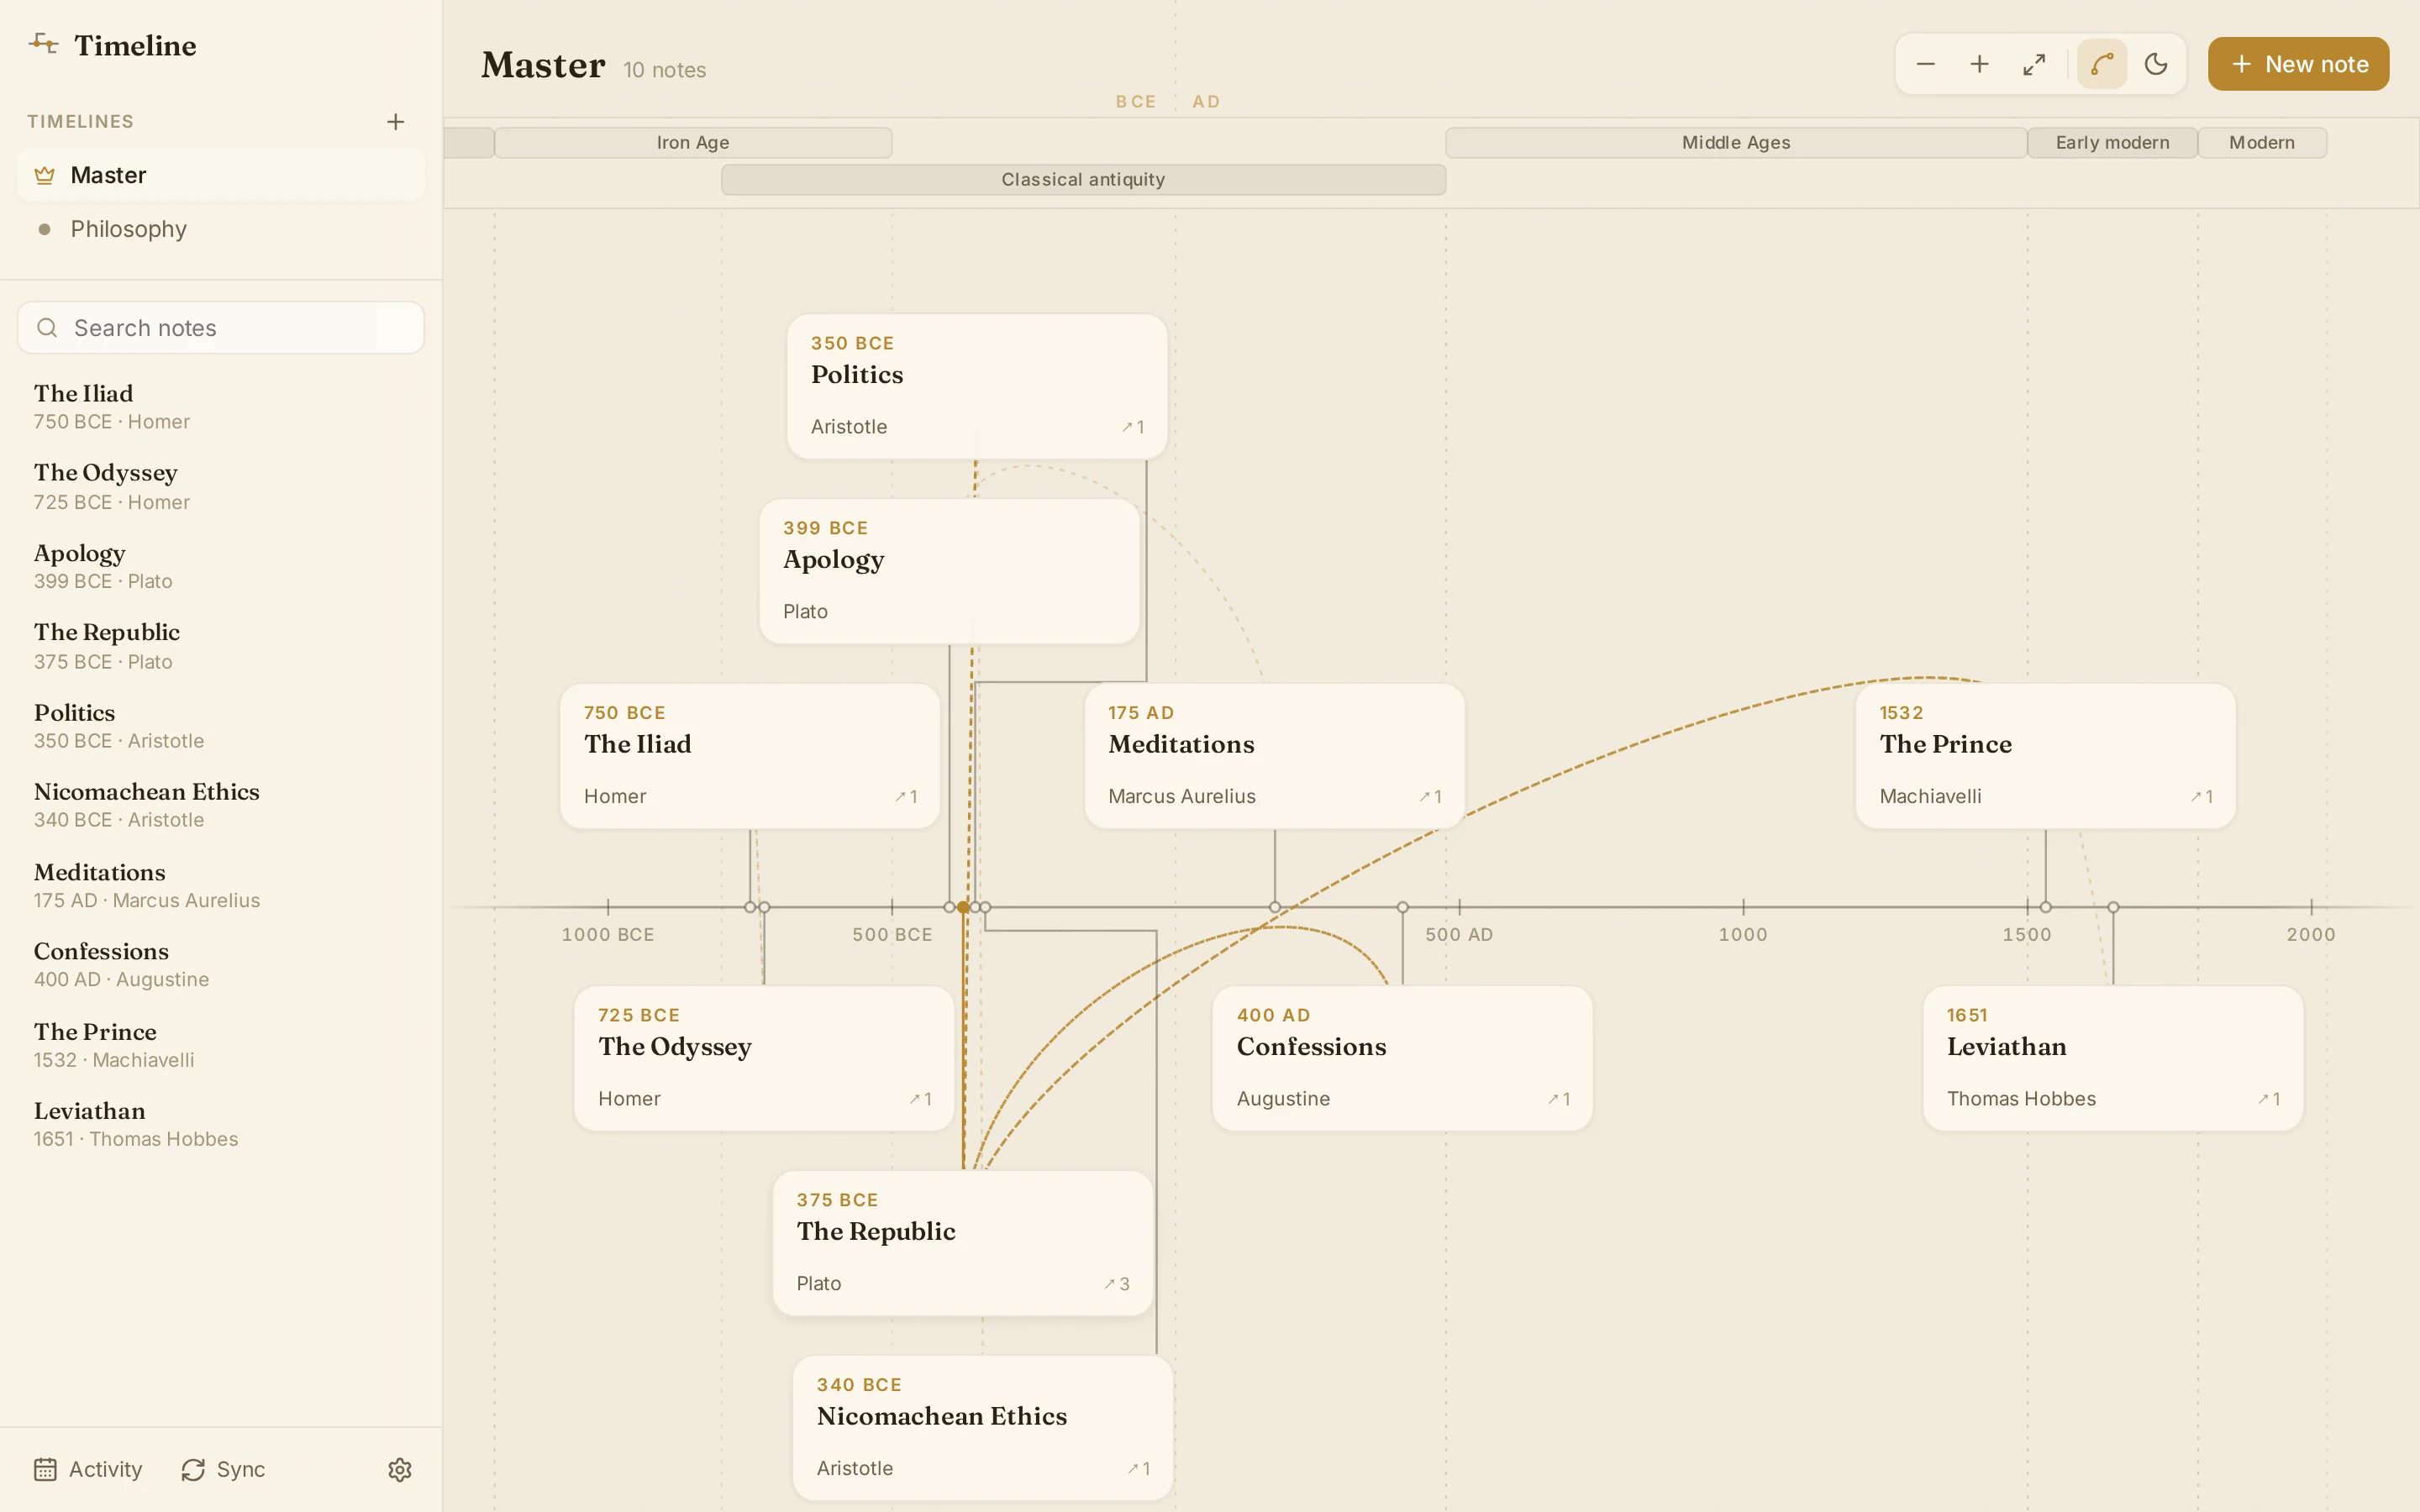 Timeline
TIMELINES
Master
Philosophy
Search notes
The Iliad
750 BCE · Homer
The Odyssey
725 BCE · Homer
Apology
399 BCE · Plato
The Republic
375 BCE · Plato
Politics
350 BCE · Aristotle
Nicomachean Ethics
340 BCE · Aristotle
Meditations
175 AD · Marcus Aurelius
Confessions
400 AD · Augustine
The Prince
1532 · Machiavelli
Leviathan
1651 · Thomas Hobbes
Activity Sync
Master 10 notes
New note
BCE AD
Iron Age Middle Ages Early modern Modern
Classical antiquity
350 BCE
Politics
Aristotle ↗1
399 BCE
Apology
Plato
750 BCE
The Iliad
Homer ↗1
175 AD
Meditations
Marcus Aurelius ↗1
1532
The Prince
Machiavelli ↗1
1000 BCE 500 BCE 500 AD 1000 1500 2000
725 BCE
The Odyssey
Homer ↗1
400 AD
Confessions
Augustine ↗1
1651
Leviathan
Thomas Hobbes ↗1
375 BCE
The Republic
Plato ↗3
340 BCE
Nicomachean Ethics
Aristotle ↗1